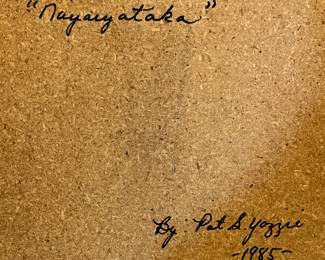 "Nayaryataka"
By: Pat S. Yazzie
-1985-